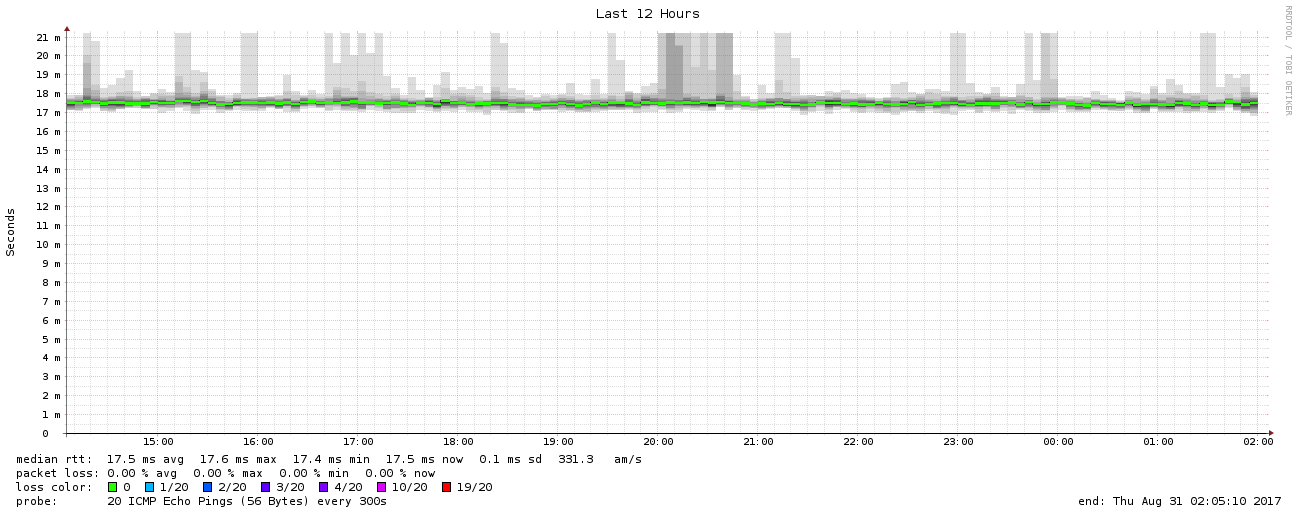 Last 12 Hours
RRDTOOL / TOBI OETIKER
Seconds
21 m
20 m
19 m
18 m
17 m
16 m
15 m
14 m
13 m
12 m
11 m
10 m
9 m
8 m
7 m
6 m
5 m
4 m
3 m
2 m
1 m
0
15:00 16:00 17:00 18:00 19:00 20:00 21:00 22:00 23:00 00:00 01:00 02:00
median rtt: 17.5 ms avg 17.6 ms max 17.4 ms min 17.5 ms now 0.1 ms sd 331.3 am/s
packet loss: 0.00 % avg 0.00 % max 0.00 % min 0.00 % now
loss color: 0 1/20 2/20 3/20 4/20 10/20 19/20
probe: 20 ICMP Echo Pings (56 Bytes) every 300s end: Thu Aug 31 02:05:10 2017